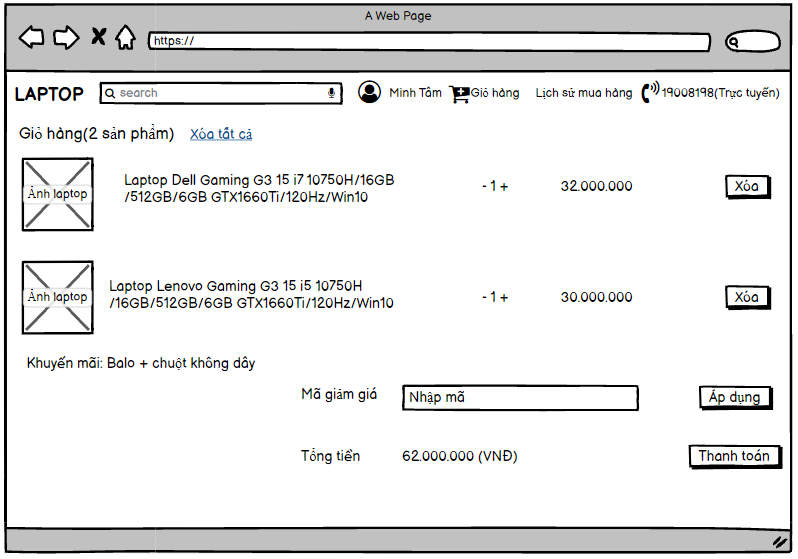 A Web Page
https://
LAPTOP
search
Minh Tâm
Giỏ hàng
Lịch sử mua hàng
19008198(Trực tuyến)
Giỏ hàng(2 sản phẩm)
Xóa tất cả
Ảnh laptop
Laptop Dell Gaming G3 15 i7 10750H/16GB
/512GB/6GB GTX1660Ti/120Hz/Win10
- 1 +
32.000.000
Xóa
Ảnh laptop
Laptop Lenovo Gaming G3 15 i5 10750H
/16GB/512GB/6GB GTX1660Ti/120Hz/Win10
- 1 +
30.000.000
Xóa
Khuyến mãi: Balo + chuột không dây
Mã giảm giá
Nhập mã
Áp dụng
Tổng tiền
62.000.000 (VNĐ)
Thanh toán